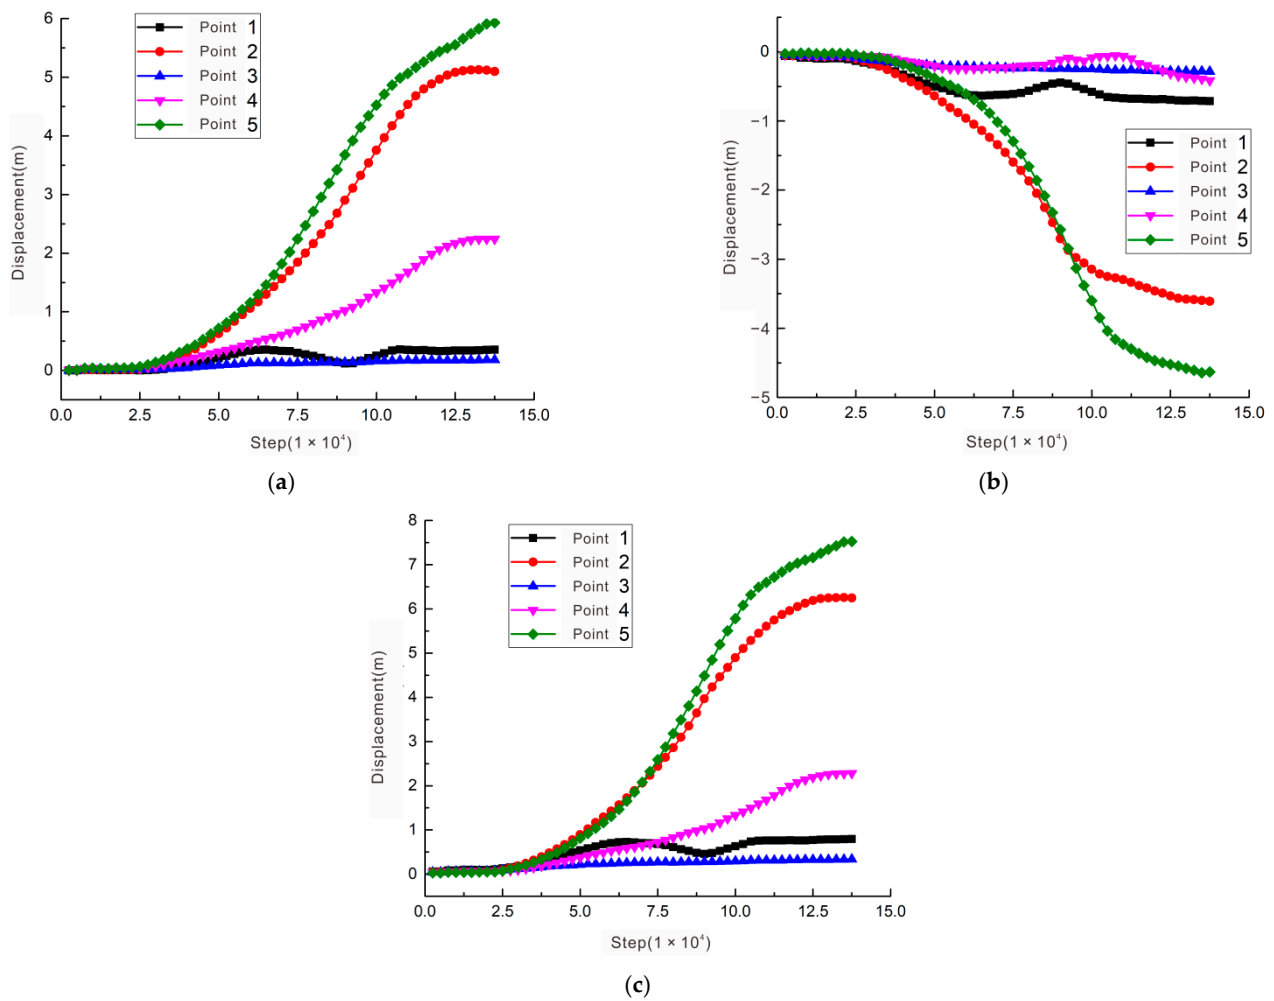 6
5
4
3
2
1
0
Displacement(m)
Point 1
Point 2
Point 3
Point 4
Point 5
0.0 2.5 5.0 7.5 10.0 12.5 15.0
Step(1 × 10⁴)
(a)
0
−1
−2
−3
−4
−5
Displacement(m)
Point 1
Point 2
Point 3
Point 4
Point 5
0.0 2.5 5.0 7.5 10.0 12.5 15.0
Step(1 × 10⁴)
(b)
8
7
6
5
4
3
2
1
0
Displacement(m)
Point 1
Point 2
Point 3
Point 4
Point 5
0.0 2.5 5.0 7.5 10.0 12.5 15.0
Step(1 × 10⁴)
(c)